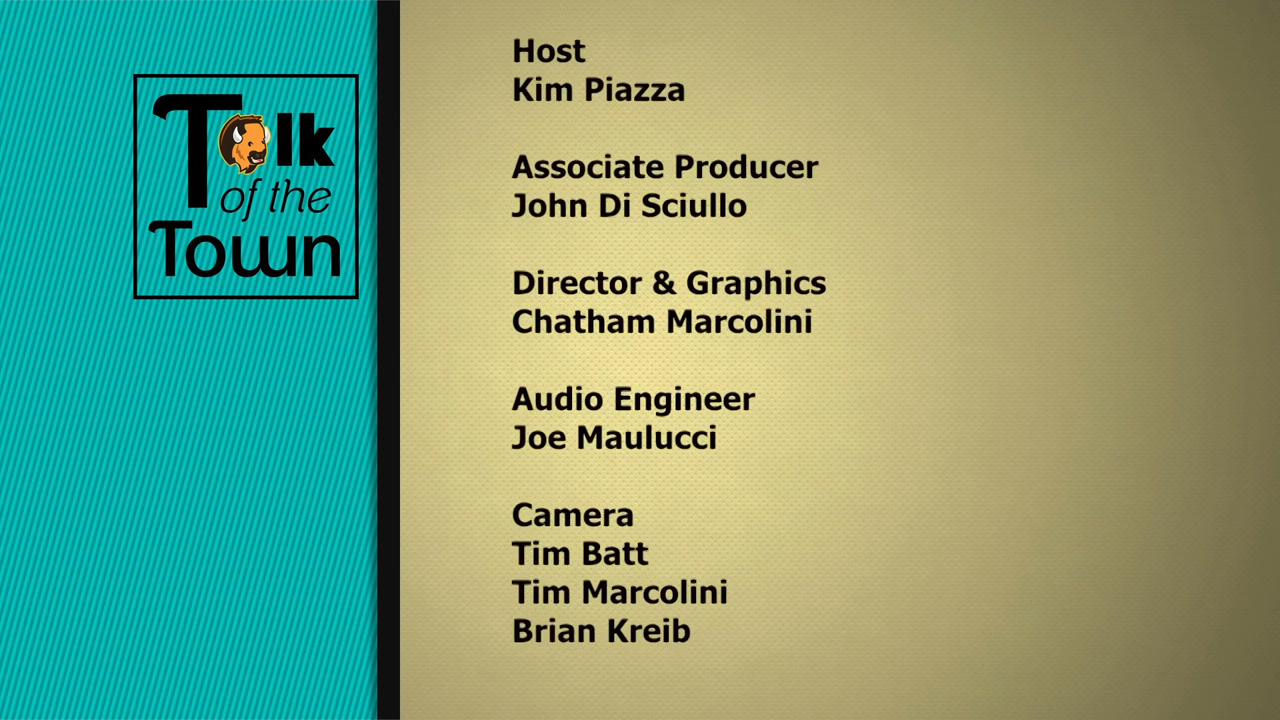 Talk
of the
Town
Host
Kim Piazza
Associate Producer
John Di Sciullo
Director & Graphics
Chatham Marcolini
Audio Engineer
Joe Maulucci
Camera
Tim Batt
Tim Marcolini
Brian Kreib